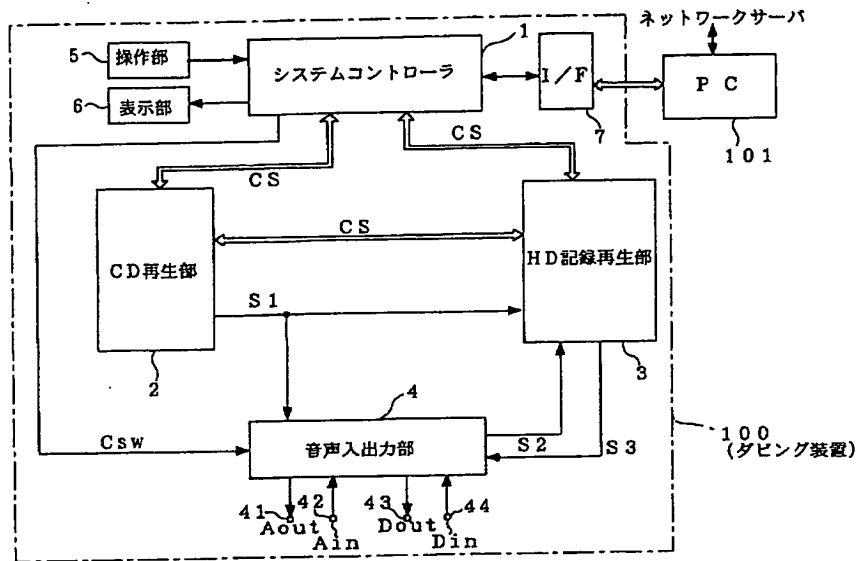 ネットワークサーバ
1
5
操作部
システムコントローラ
I/F
PC
6
表示部
7
101
CS
CS
CS
CD再生部
HD記録再生部
S1
2
3
4
Csw
音声入出力部
S2
S3
100
(ダビング装置)
41
42
43
44
Aout
Ain
Dout
Din